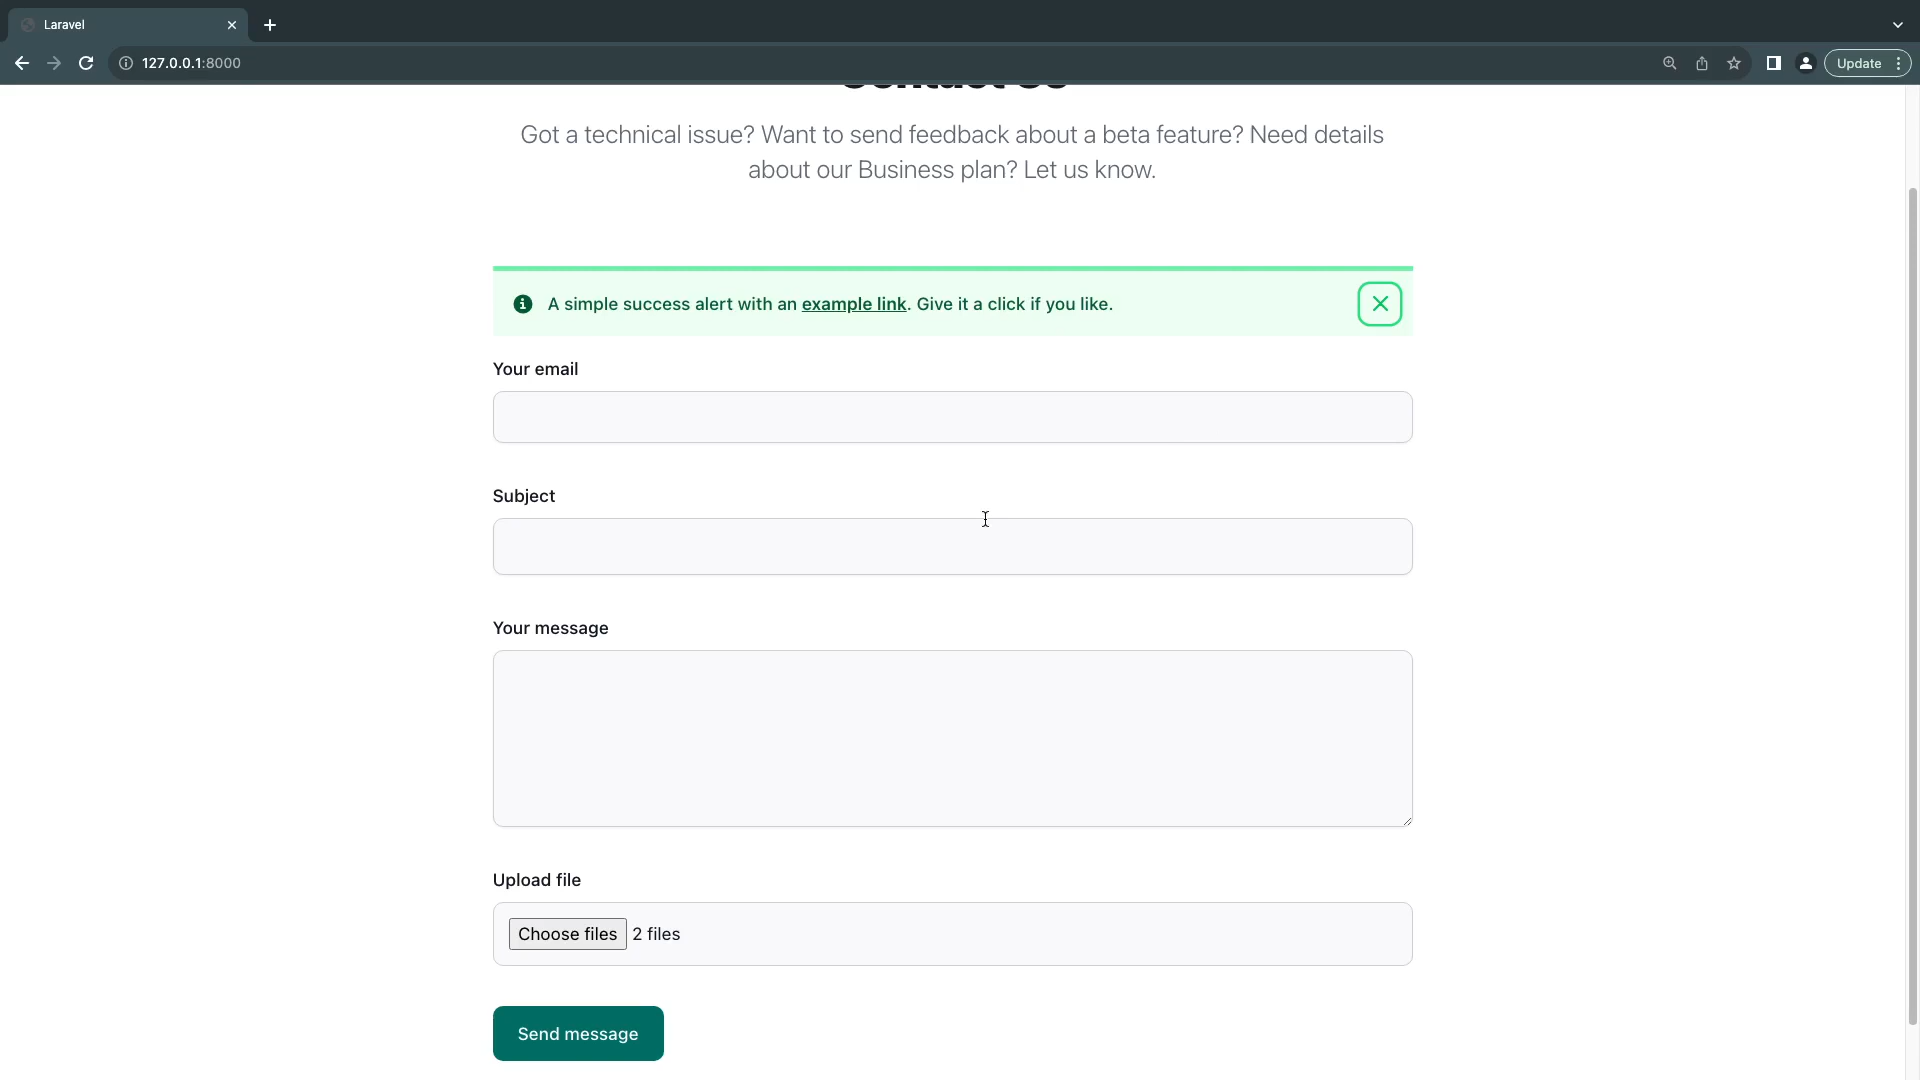 Laravel
127.0.0.1:8000
Update
Contact Us
Got a technical issue? Want to send feedback about a beta feature? Need details
about our Business plan? Let us know.
A simple success alert with an example link. Give it a click if you like.
Your email
Subject
Your message
Upload file
Choose files 2 files
Send message